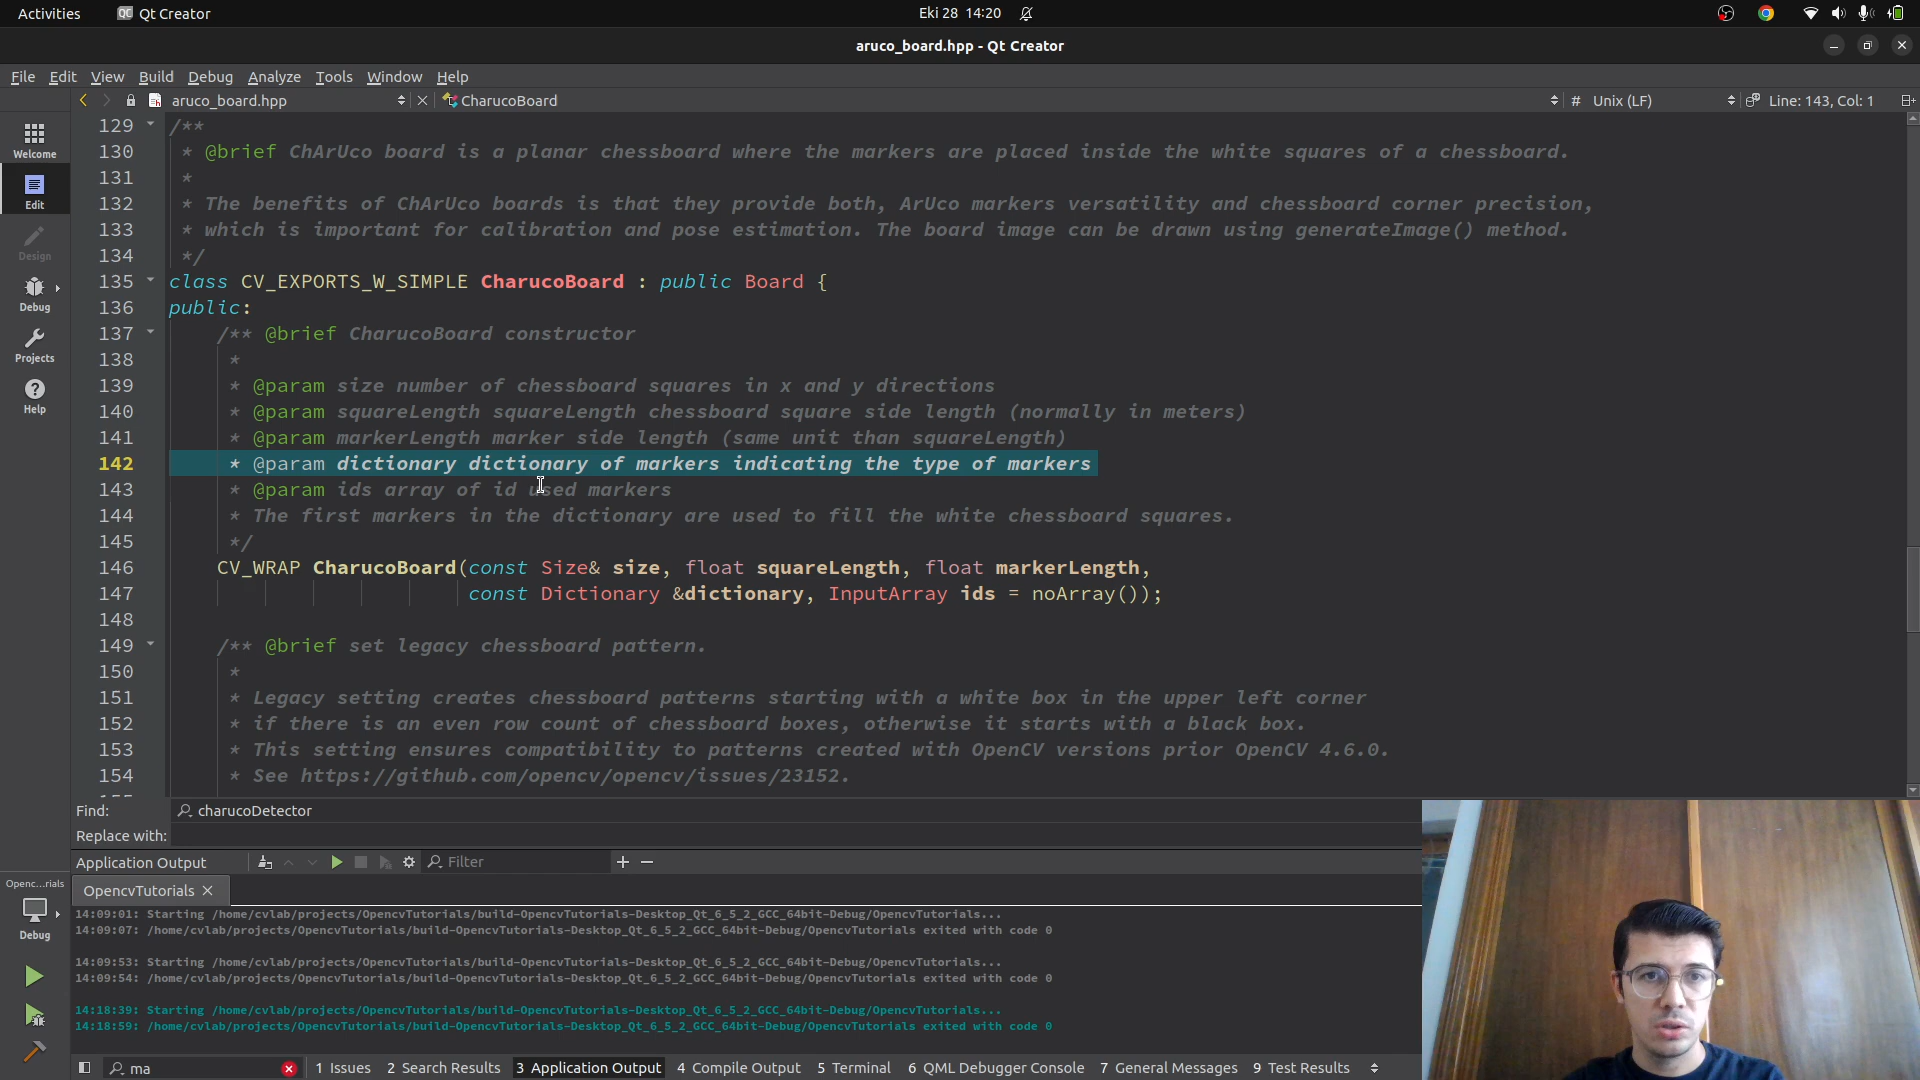 Activities Qt Creator Eki 28 14:20
aruco_board.hpp - Qt Creator
File Edit View Build Debug Analyze Tools Window Help
aruco_board.hpp CharucoBoard # Unix (LF) Line: 143, Col: 1
129 /**
130 * @brief ChArUco board is a planar chessboard where the markers are placed inside the white squares of a chessboard.
131 *
132 * The benefits of ChArUco boards is that they provide both, ArUco markers versatility and chessboard corner precision,
133 * which is important for calibration and pose estimation. The board image can be drawn using generateImage() method.
134 */
135 class CV_EXPORTS_W_SIMPLE CharucoBoard : public Board {
136 public:
137 /** @brief CharucoBoard constructor
138 *
139 * @param size number of chessboard squares in x and y directions
140 * @param squareLength squareLength chessboard square side length (normally in meters)
141 * @param markerLength marker side length (same unit than squareLength)
142 * @param dictionary dictionary of markers indicating the type of markers
143 * @param ids array of id used markers
144 * The first markers in the dictionary are used to fill the white chessboard squares.
145 */
146 CV_WRAP CharucoBoard(const Size& size, float squareLength, float markerLength,
147 const Dictionary &dictionary, InputArray ids = noArray());
148
149 /** @brief set legacy chessboard pattern.
150 *
151 * Legacy setting creates chessboard patterns starting with a white box in the upper left corner
152 * if there is an even row count of chessboard boxes, otherwise it starts with a black box.
153 * This setting ensures compatibility to patterns created with OpenCV versions prior OpenCV 4.6.0.
154 * See https://github.com/opencv/opencv/issues/23152.
Welcome
Edit
Design
Debug
Projects
Help
Find: charucoDetector
Replace with:
Application Output Filter
OpencvTutorials
14:09:01: Starting /home/cvlab/projects/OpencvTutorials/build-OpencvTutorials-Desktop_Qt_6_5_2_GCC_64bit-Debug/OpencvTutorials...
14:09:07: /home/cvlab/projects/OpencvTutorials/build-OpencvTutorials-Desktop_Qt_6_5_2_GCC_64bit-Debug/OpencvTutorials exited with code 0
14:09:53: Starting /home/cvlab/projects/OpencvTutorials/build-OpencvTutorials-Desktop_Qt_6_5_2_GCC_64bit-Debug/OpencvTutorials...
14:09:54: /home/cvlab/projects/OpencvTutorials/build-OpencvTutorials-Desktop_Qt_6_5_2_GCC_64bit-Debug/OpencvTutorials exited with code 0
14:18:39: Starting /home/cvlab/projects/OpencvTutorials/build-OpencvTutorials-Desktop_Qt_6_5_2_GCC_64bit-Debug/OpencvTutorials...
14:18:59: /home/cvlab/projects/OpencvTutorials/build-OpencvTutorials-Desktop_Qt_6_5_2_GCC_64bit-Debug/OpencvTutorials exited with code 0
Openc...rials
Debug
ma 1 Issues 2 Search Results 3 Application Output 4 Compile Output 5 Terminal 6 QML Debugger Console 7 General Messages 9 Test Results